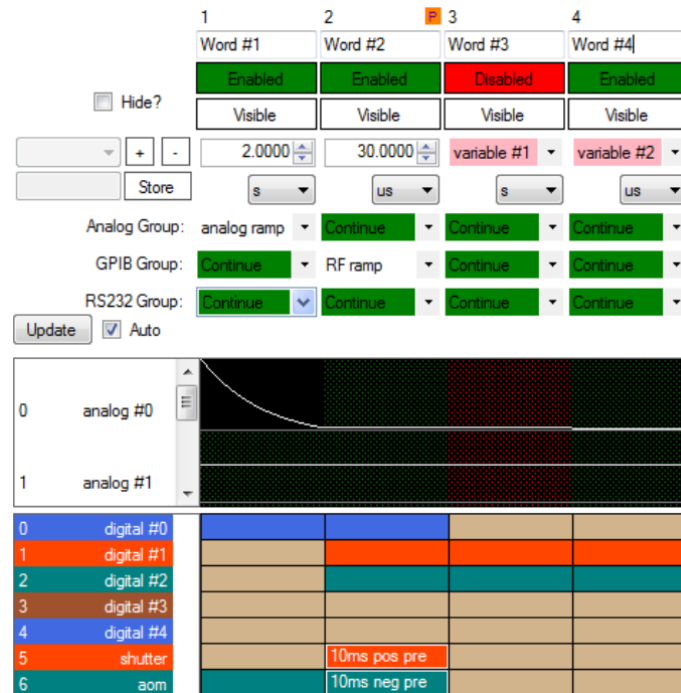 1 2 P 3 4
Word #1 Word #2 Word #3 Word #4
Enabled Enabled Disabled Enabled
Hide? Visible Visible Visible Visible
+ - 2.0000 30.0000 variable #1 variable #2
Store s us s us
Analog Group: analog ramp Continue Continue Continue
GPIB Group: Continue RF ramp Continue Continue
RS232 Group: Continue Continue Continue Continue
Update Auto
0 analog #0
1 analog #1
0 digital #0
1 digital #1
2 digital #2
3 digital #3
4 digital #4
5 shutter 10ms pos pre
6 aom 10ms neg pre